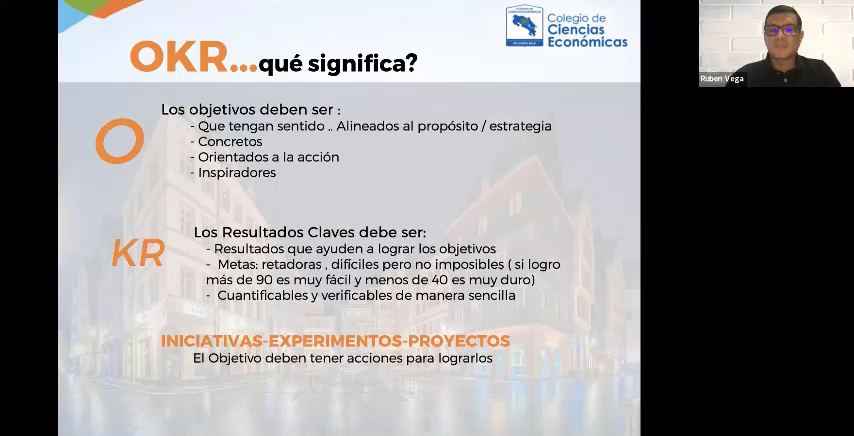 Colegio de
Ciencias
Económicas
DE COSTA RICA
OKR...qué significa?
O
Los objetivos deben ser :
- Que tengan sentido .. Alineados al propósito / estrategia
- Concretos
- Orientados a la acción
- Inspiradores
KR
Los Resultados Claves debe ser:
- Resultados que ayuden a lograr los objetivos
- Metas: retadoras , difíciles pero no imposibles ( si logro
más de 90 es muy fácil y menos de 40 es muy duro)
- Cuantificables y verificables de manera sencilla
INICIATIVAS-EXPERIMENTOS-PROYECTOS
El Objetivo deben tener acciones para lograrlos
Ruben Vega